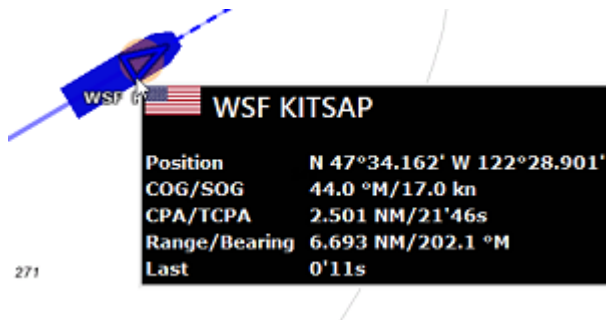 WSF
WSF KITSAP
Position N 47°34.162' W 122°28.901'
COG/SOG 44.0 °M/17.0 kn
CPA/TCPA 2.501 NM/21'46s
Range/Bearing 6.693 NM/202.1 °M
Last 0'11s
271